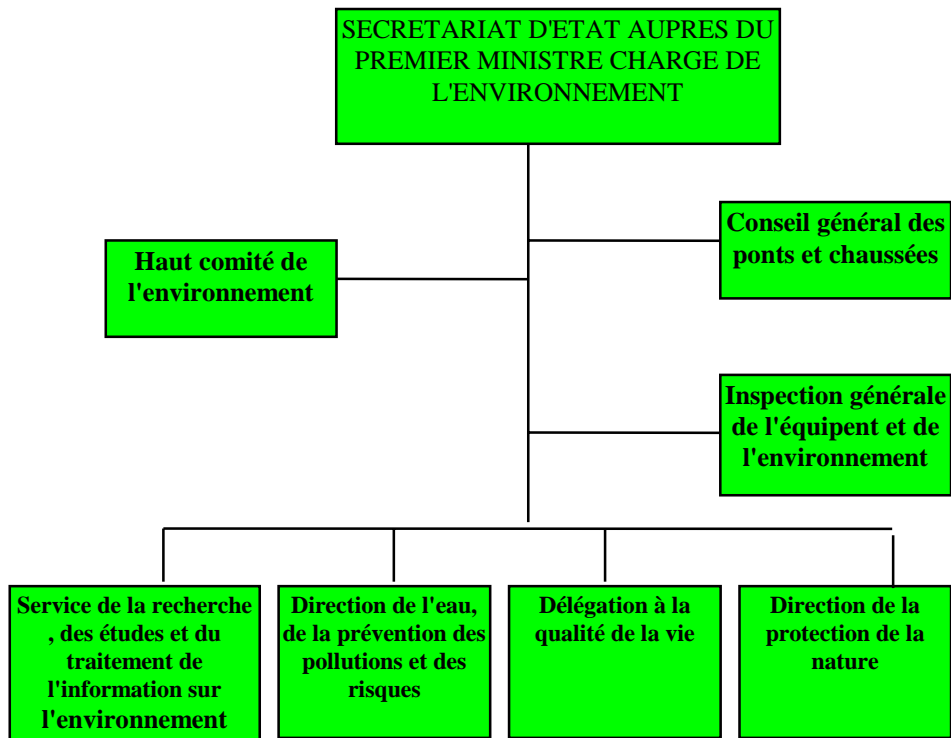 SECRETARIAT D'ETAT AUPRES DU
PREMIER MINISTRE CHARGE DE
L'ENVIRONNEMENT
Conseil général des
ponts et chaussées
Haut comité de
l'environnement
Inspection générale
de l'équipent et de
l'environnement
Service de la recherche
, des études et du
traitement de
l'information sur
l'environnement
Direction de l'eau,
de la prévention des
pollutions et des
risques
Délégation à la
qualité de la vie
Direction de la
protection de la
nature